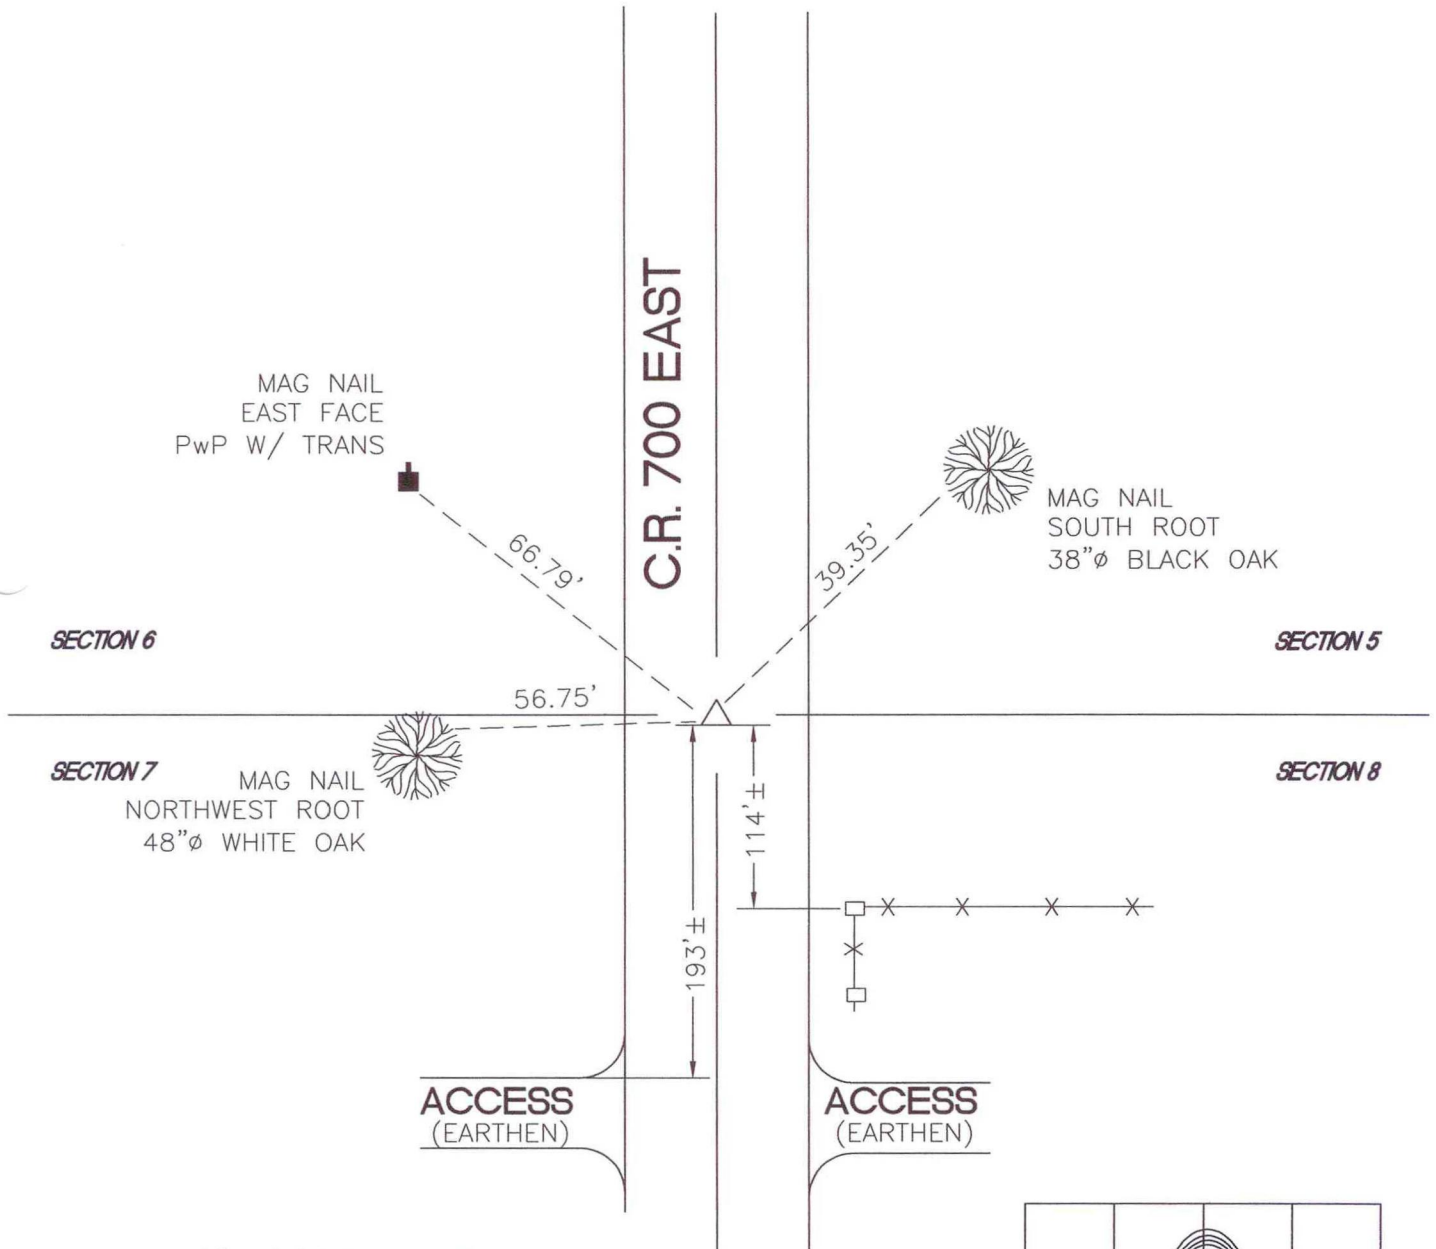 C.R. 700 EAST
MAG NAIL
EAST FACE
PwP W/ TRANS
66.79'
39.35'
MAG NAIL
SOUTH ROOT
38"ø BLACK OAK
SECTION 6
SECTION 5
56.75'
SECTION 7
SECTION 8
MAG NAIL
NORTHWEST ROOT
48"ø WHITE OAK
114'±
193'±
ACCESS
(EARTHEN)
ACCESS
(EARTHEN)